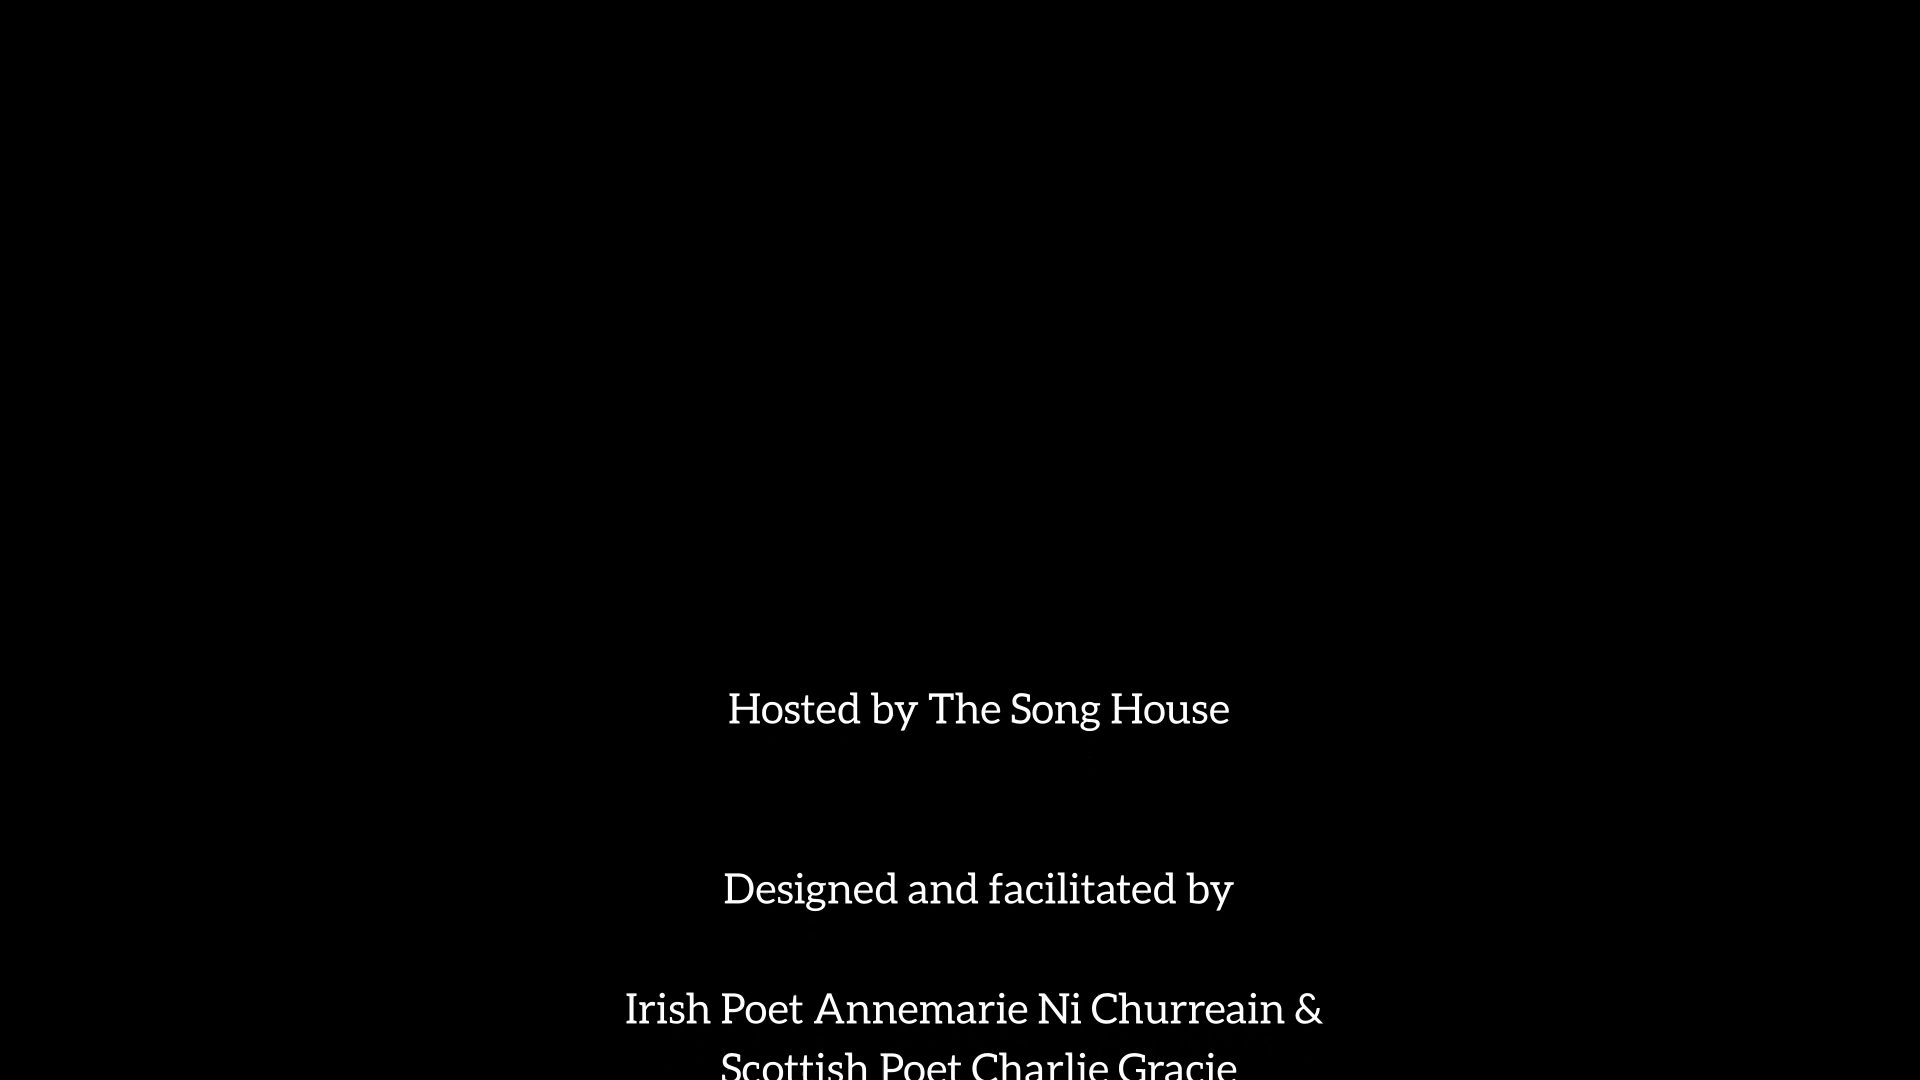 Hosted by The Song House
Designed and facilitated by
Irish Poet Annemarie Ni Churreain &
Scottish Poet Charlie Gracie